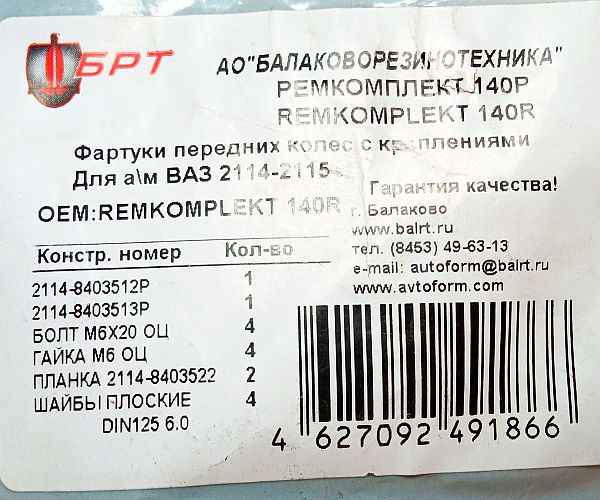 БРТ
АО"БАЛАКОВОРЕЗИНОТЕХНИКА"
РЕМКОМПЛЕКТ 140Р
REMKOMPLEKT 140R
Фартуки передних колес с креплениями
Для а\м ВАЗ 2114-2115
Гарантия качества!
OEM:REMKOMPLEKT 140R
г. Балаково
www.balrt.ru
тел. (8453) 49-63-13
e-mail: autoform@balrt.ru
www.avtoform.com
Констр. номер Кол-во
2114-8403512Р 1
2114-8403513Р 1
БОЛТ М6Х20 ОЦ 4
ГАЙКА М6 ОЦ 4
ПЛАНКА 2114-8403522 2
ШАЙБЫ ПЛОСКИЕ 4
DIN125 6.0
4 627092 491866